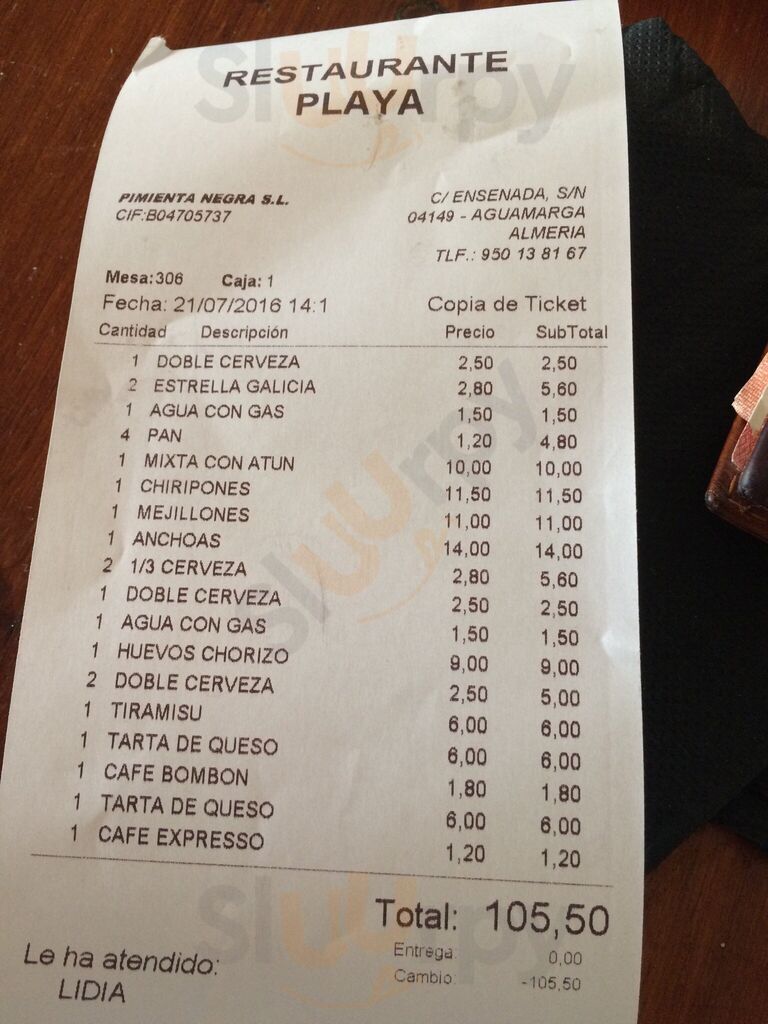 RESTAURANTE
PLAYA
PIMIENTA NEGRA S.L.
CIF:B04705737
C/ ENSENADA, S/N
04149 - AGUAMARGA
ALMERIA
TLF.: 950 13 81 67
Mesa:306 Caja: 1
Fecha: 21/07/2016 14:1 Copia de Ticket
Cantidad Descripción Precio SubTotal
1 DOBLE CERVEZA 2,50 2,50
2 ESTRELLA GALICIA 2,80 5,60
1 AGUA CON GAS 1,50 1,50
4 PAN 1,20 4,80
1 MIXTA CON ATUN 10,00 10,00
1 CHIRIPONES 11,50 11,50
1 MEJILLONES 11,00 11,00
1 ANCHOAS 14,00 14,00
2 1/3 CERVEZA 2,80 5,60
1 DOBLE CERVEZA 2,50 2,50
1 AGUA CON GAS 1,50 1,50
1 HUEVOS CHORIZO 9,00 9,00
2 DOBLE CERVEZA 2,50 5,00
1 TIRAMISU 6,00 6,00
1 TARTA DE QUESO 6,00 6,00
1 CAFE BOMBON 1,80 1,80
1 TARTA DE QUESO 6,00 6,00
1 CAFE EXPRESSO 1,20 1,20
Total: 105,50
Entrega: 0,00
Cambio: -105,50
Le ha atendido:
LIDIA
Sluurpy
Sluurpy
Sluurpy